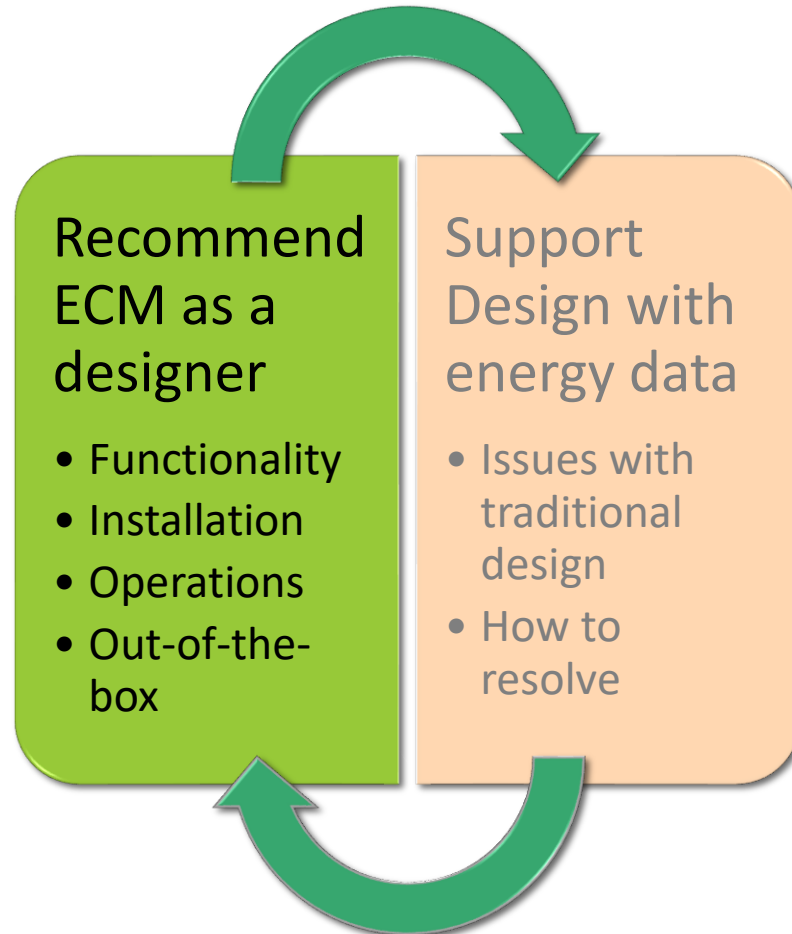 Recommend
ECM as a
designer
• Functionality
• Installation
• Operations
• Out-of-the-
box
Support
Design with
energy data
• Issues with
traditional
design
• How to
resolve